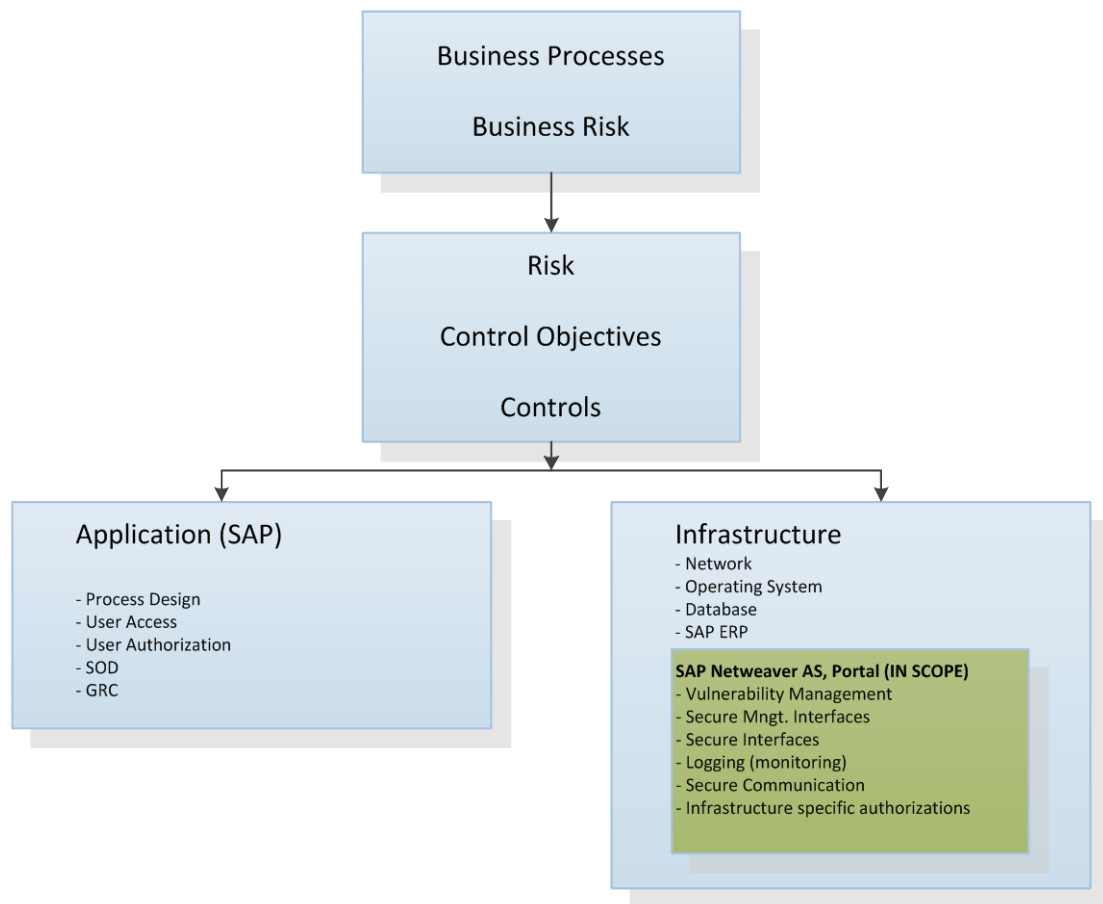 Business Processes
Business Risk
Risk
Control Objectives
Controls
Application (SAP)
- Process Design
- User Access
- User Authorization
- SOD
- GRC
Infrastructure
- Network
- Operating System
- Database
- SAP ERP
SAP Netweaver AS, Portal (IN SCOPE)
- Vulnerability Management
- Secure Mngt. Interfaces
- Secure Interfaces
- Logging (monitoring)
- Secure Communication
- Infrastructure specific authorizations